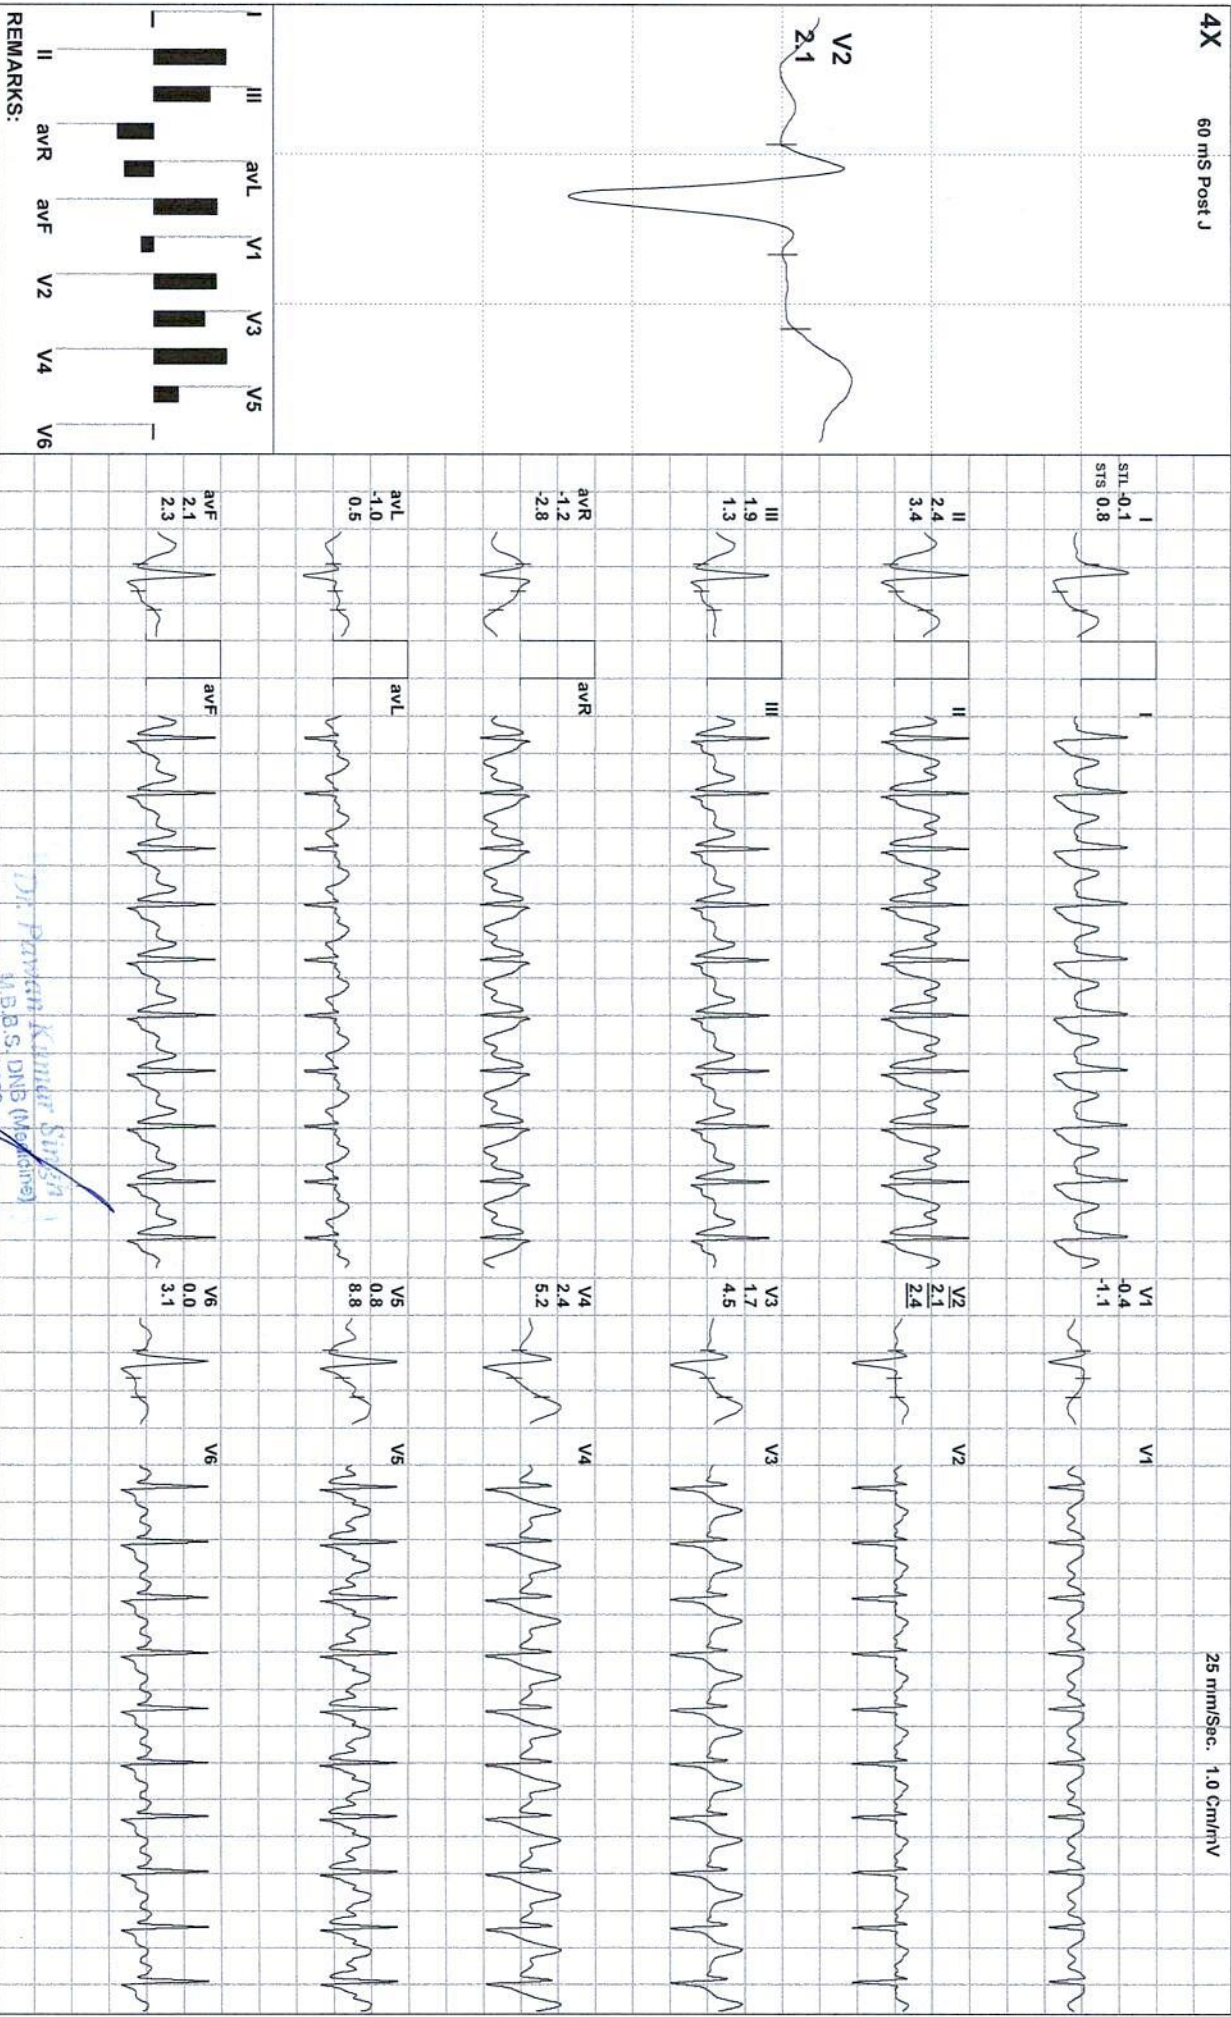 4X
60 mS Post J
25 mm/Sec. 1.0 Cm/mV
V2
2.1
I
STL -0.1
STS 0.8
I
V1
-0.4
-1.1
V1
II
2.4
3.4
II
V2
2.1
2.4
V2
III
1.9
1.3
III
V3
1.7
4.5
V3
avR
-1.2
-2.8
avR
V4
2.4
5.2
V4
avL
-1.0
0.5
avL
V5
0.8
8.8
V5
avF
2.1
2.3
avF
V6
0.0
3.1
V6
I III avL V1 V3 V5
II avR avF V2 V4 V6
REMARKS:
Dr. Pawan Kumar Singh
M.B.B.S. DNB (Medicine)